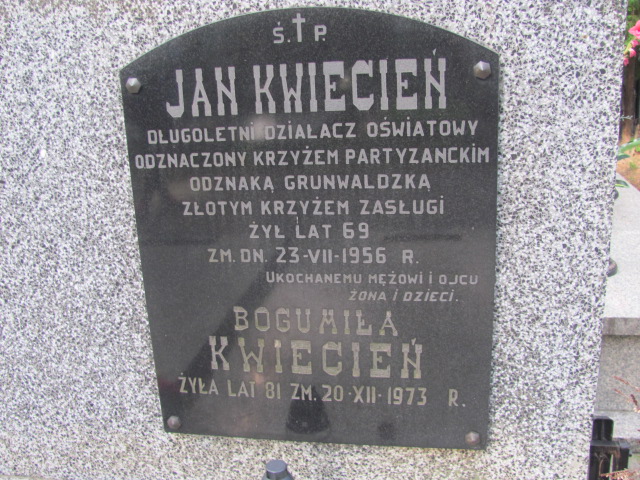 Ś.†P.
JAN KWIECIEŃ
DŁUGOLETNI DZIAŁACZ OŚWIATOWY
ODZNACZONY KRZYŻEM PARTYZANCKIM
ODZNAKĄ GRUNWALDZKĄ
ZŁOTYM KRZYŻEM ZASŁUGI
ŻYŁ LAT 69
ZM. DN. 23-VII-1956 R.
UKOCHANEMU MĘŻOWI I OJCU
ŻONA I DZIECI.
BOGUMIŁA
KWIECIEŃ
ŻYŁA LAT 81 ZM. 20·XII·1973 R.